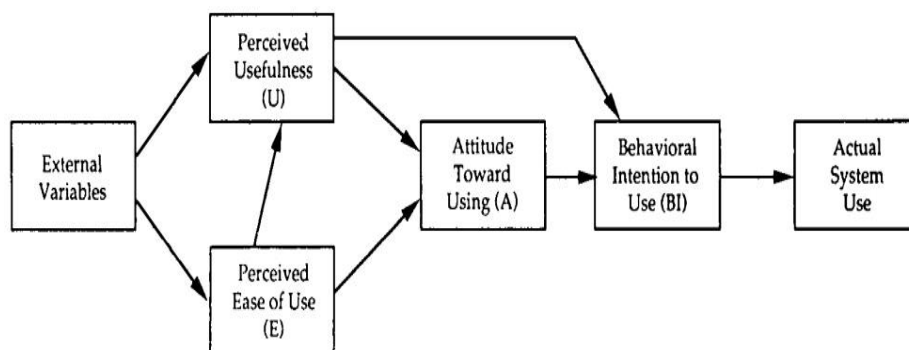 External
Variables
Perceived
Usefulness
(U)
Perceived
Ease of Use
(E)
Attitude
Toward
Using (A)
Behavioral
Intention to
Use (BI)
Actual
System
Use